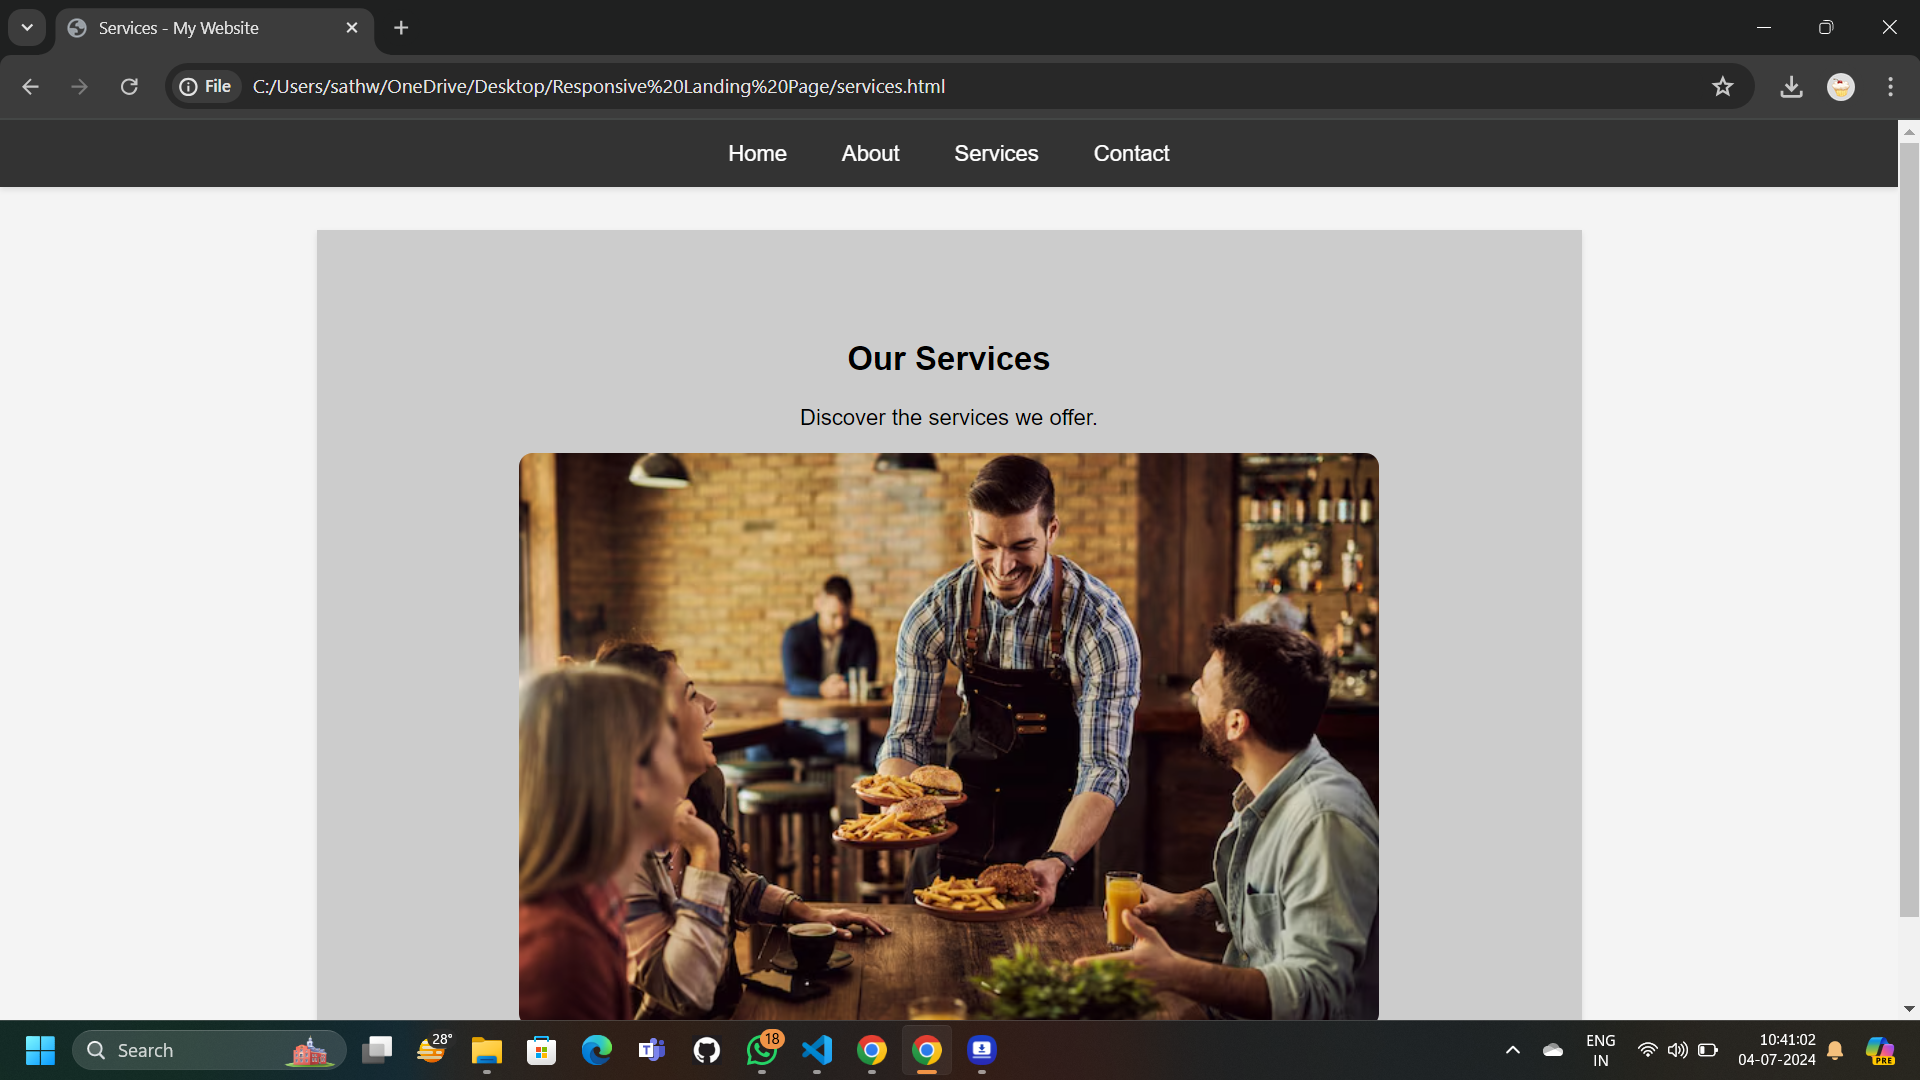 Services - My Website
File
C:/Users/sathw/OneDrive/Desktop/Responsive%20Landing%20Page/services.html
Home About Services Contact
Our Services
Discover the services we offer.
Search
28°
T
18
PRE
ENG
IN
10:41:02
04-07-2024